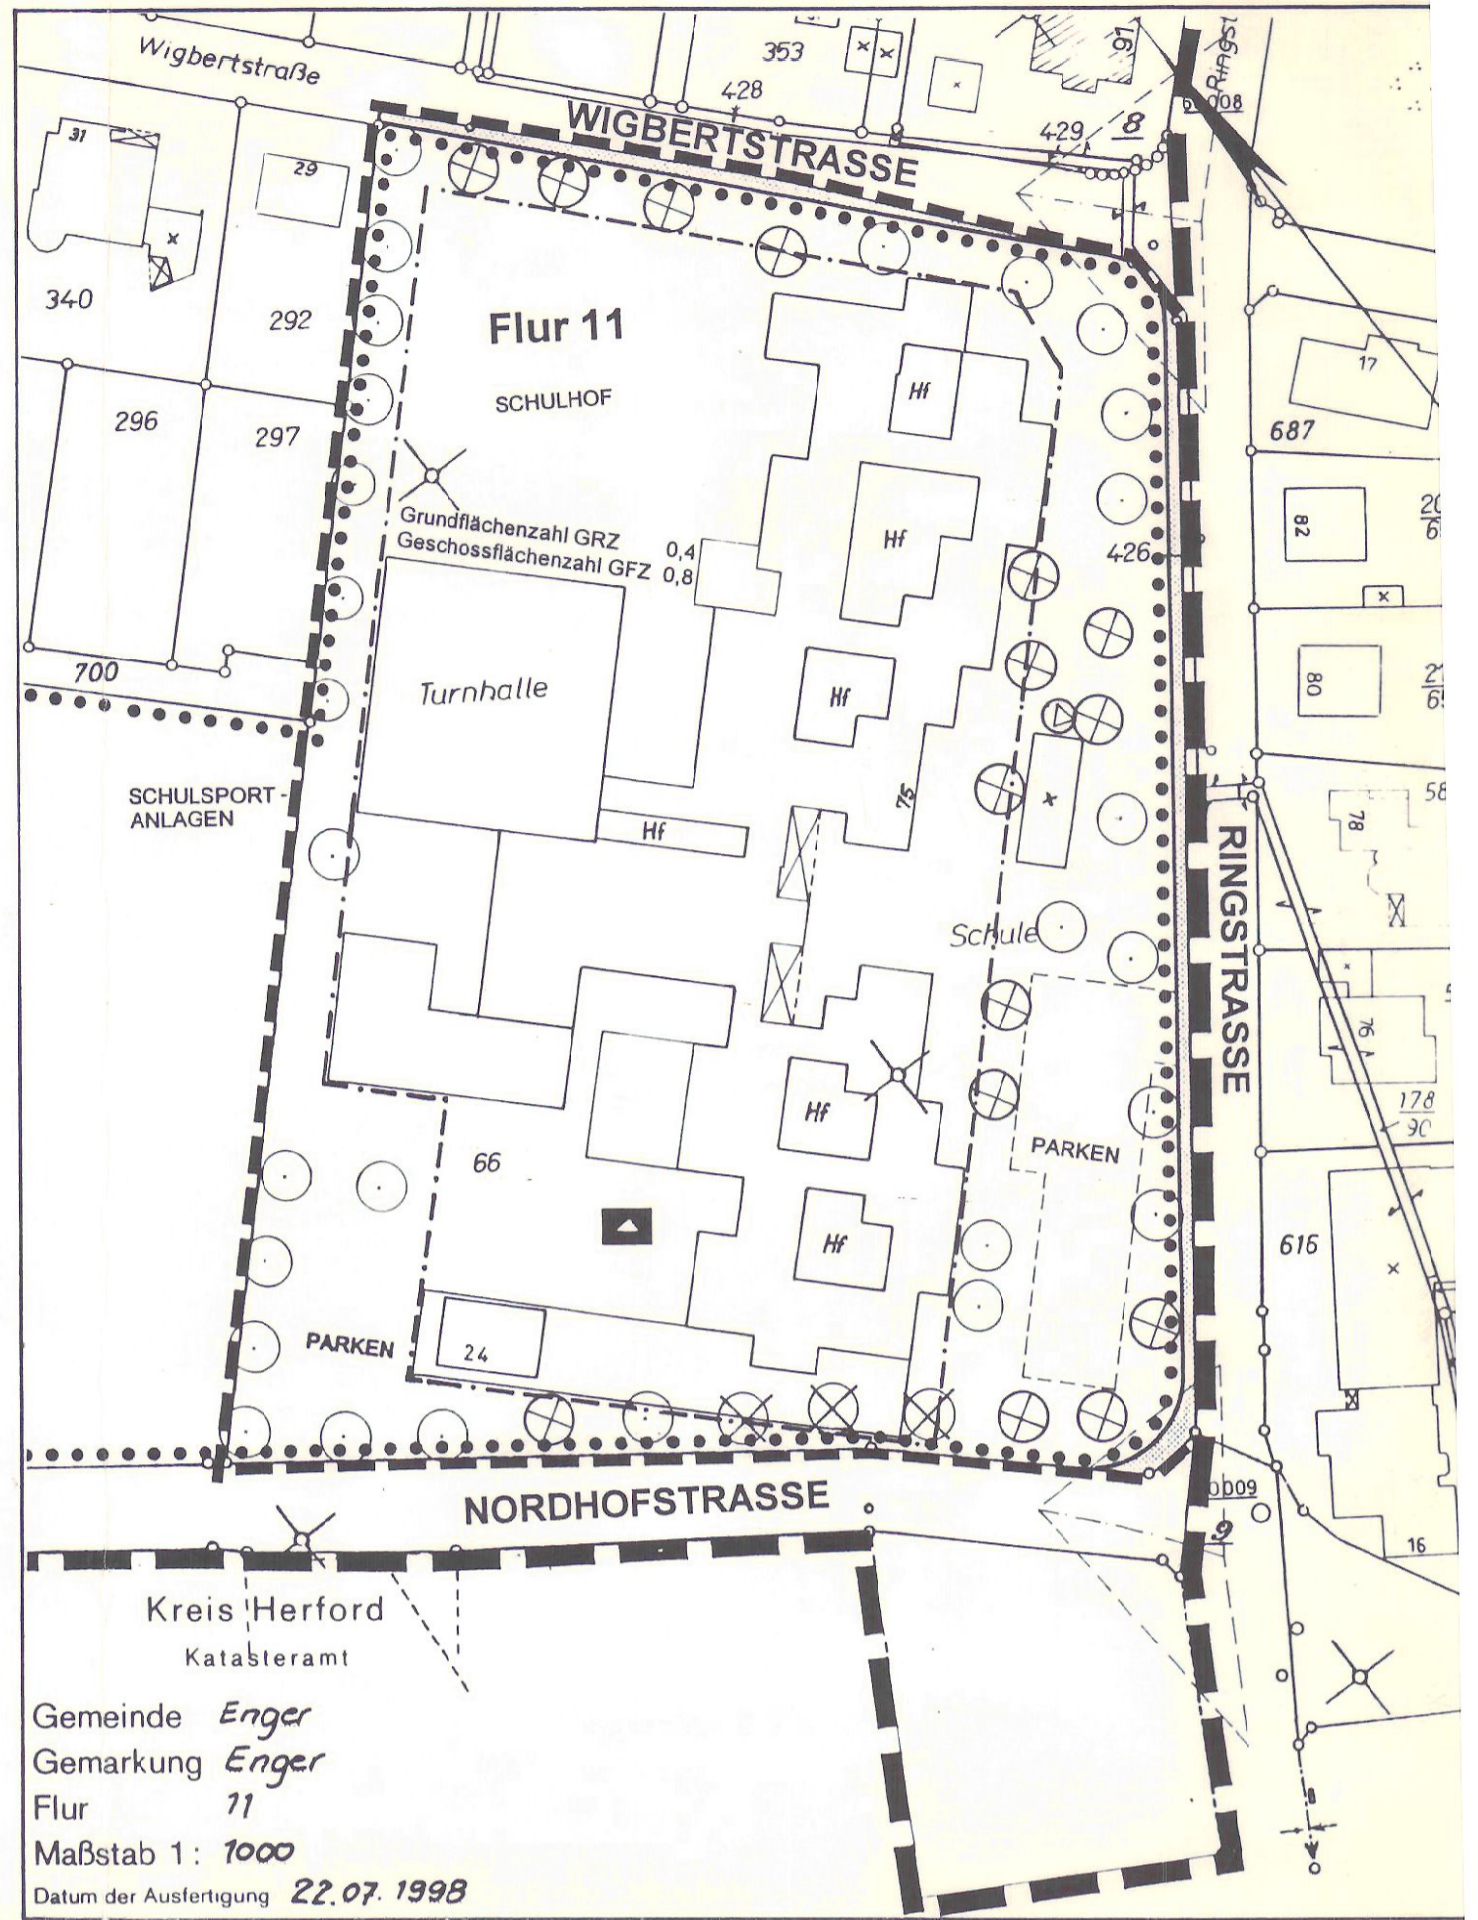 Wigbertstraße
353
91
Ringst
428
WIGBERTSTRASSE
429
8
31
29
340
292
Flur 11
SCHULHOF
Hf
17
296
297
687
Grundflächenzahl GRZ 0,4
Geschossflächenzahl GFZ 0,8
Hf
426
82
700
Turnhalle
Hf
80
SCHULSPORT-
ANLAGEN
75
Hf
78
58
RINGSTRASSE
Schule
76
Hf
PARKEN
178
90
66
Hf
616
PARKEN
24
NORDHOFSTRASSE
9
16
Kreis Herford
Katasteramt
Gemeinde Enger
Gemarkung Enger
Flur 11
Maßstab 1: 1000
Datum der Ausfertigung 22.07.1998